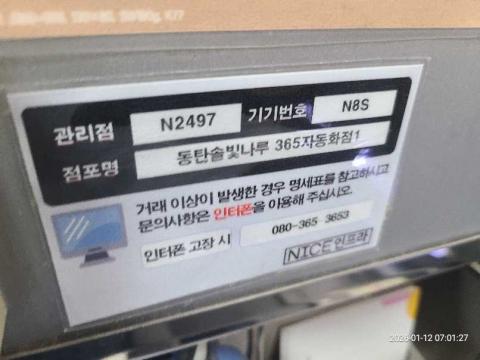 관리점 N2497 기기번호 N8S
점포명 동탄솔빛나루 365자동화점1
거래 이상이 발생한 경우 명세표를 참고하시고
문의사항은 인터폰을 이용해 주십시오.
인터폰 고장 시 080-365 3653
NICE인프라
2026-01-12 07:01:27